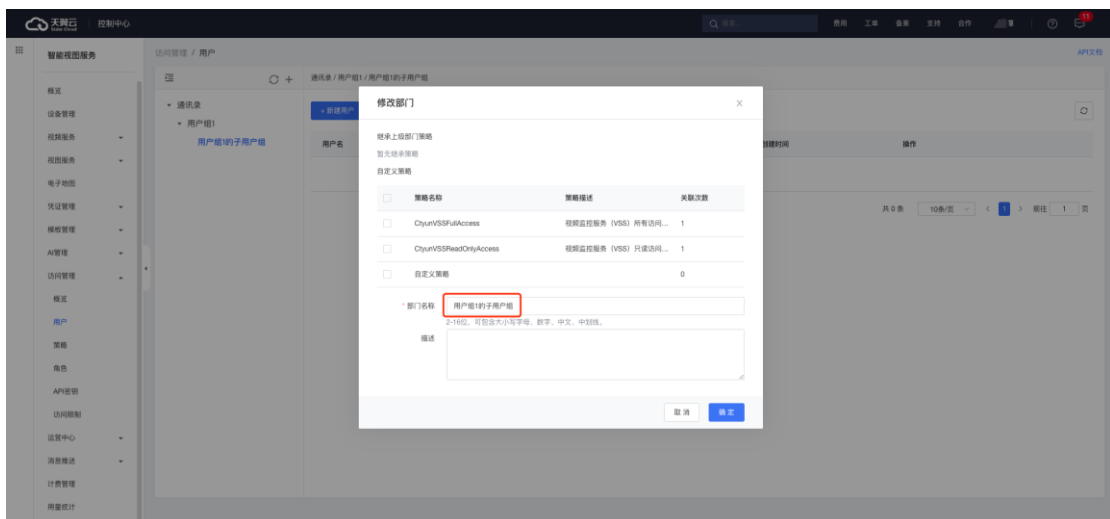 天翼云 控制中心 费用 工单 备案 支持 合作 11
智能视图服务 访问管理 / 用户 API文档
概览
设备管理
视频服务
视图服务
电子地图
凭证管理
模板管理
AI管理
访问管理
概览
用户
策略
角色
API密钥
访问限制
运营中心
消息推送
计费管理
用量统计
通讯录
用户组1
用户组1的子用户组
通讯录 / 用户组1 / 用户组1的子用户组
+ 新建用户
用户名 创建时间 操作
共 0 条 10条/页 1 前往 1 页
修改部门
继承上级部门策略
暂无继承策略
自定义策略
策略名称 策略描述 关联次数
CtyunVSSFullAccess 视频监控服务(VSS)所有访问... 1
CtyunVSSReadOnlyAccess 视频监控服务(VSS)只读访问... 1
自定义策略 0
* 部门名称 用户组1的子用户组
2-16位,可包含大小写字母、数字、中文、中划线。
描述
取消 确定